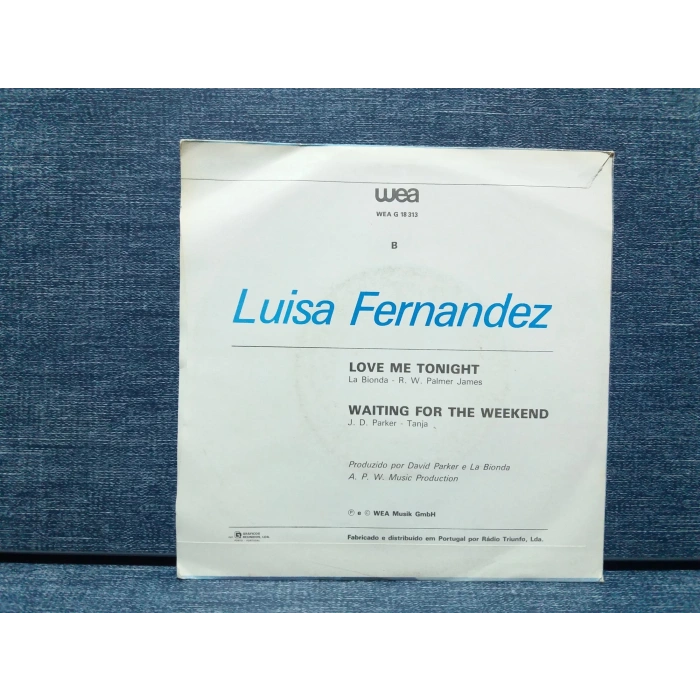 wea
WEA G 18 313
B
Luisa Fernandez
LOVE ME TONIGHT
La Bionda - R. W. Palmer James
WAITING FOR THE WEEKEND
J. D. Parker - Tanja
Produzido por David Parker e La Bionda
A. P. W. Music Production
Ⓟ e © WEA Musik GmbH
Fabricado e distribuido em Portugal por Rádio Triunfo, Lda.